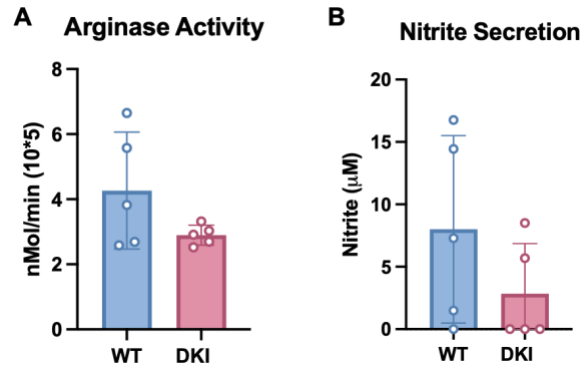 A
Arginase Activity
nMol/min (10*5)
8
6
4
2
0
WT
DKI
B
Nitrite Secretion
Nitrite (μM)
20
15
10
5
0
WT
DKI